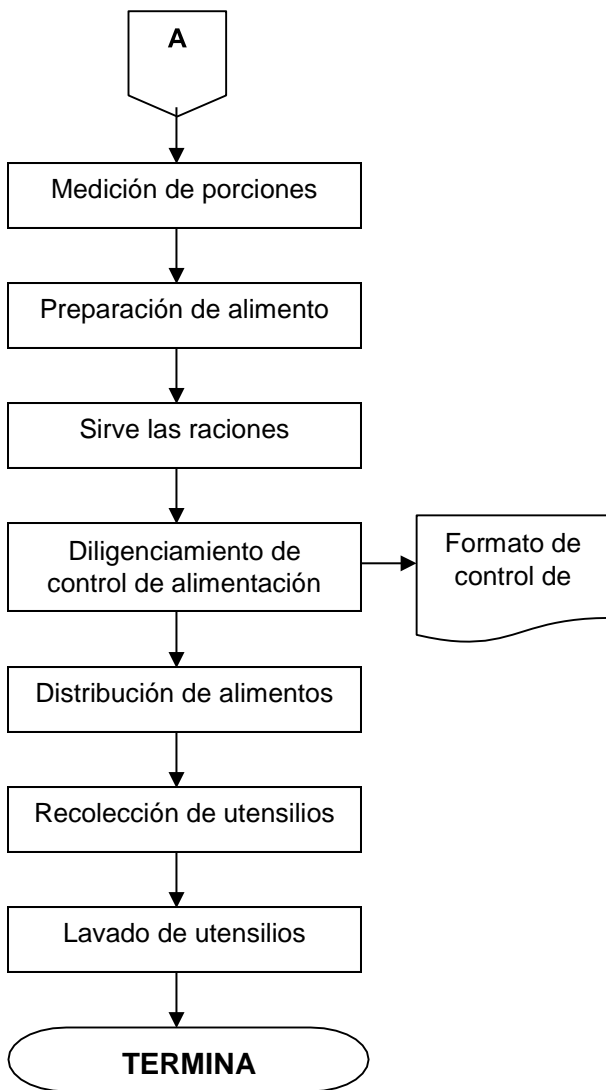 A
Medición de porciones
Preparación de alimento
Sirve las raciones
Diligenciamiento de
control de alimentación
Formato de
control de
Distribución de alimentos
Recolección de utensilios
Lavado de utensilios
TERMINA